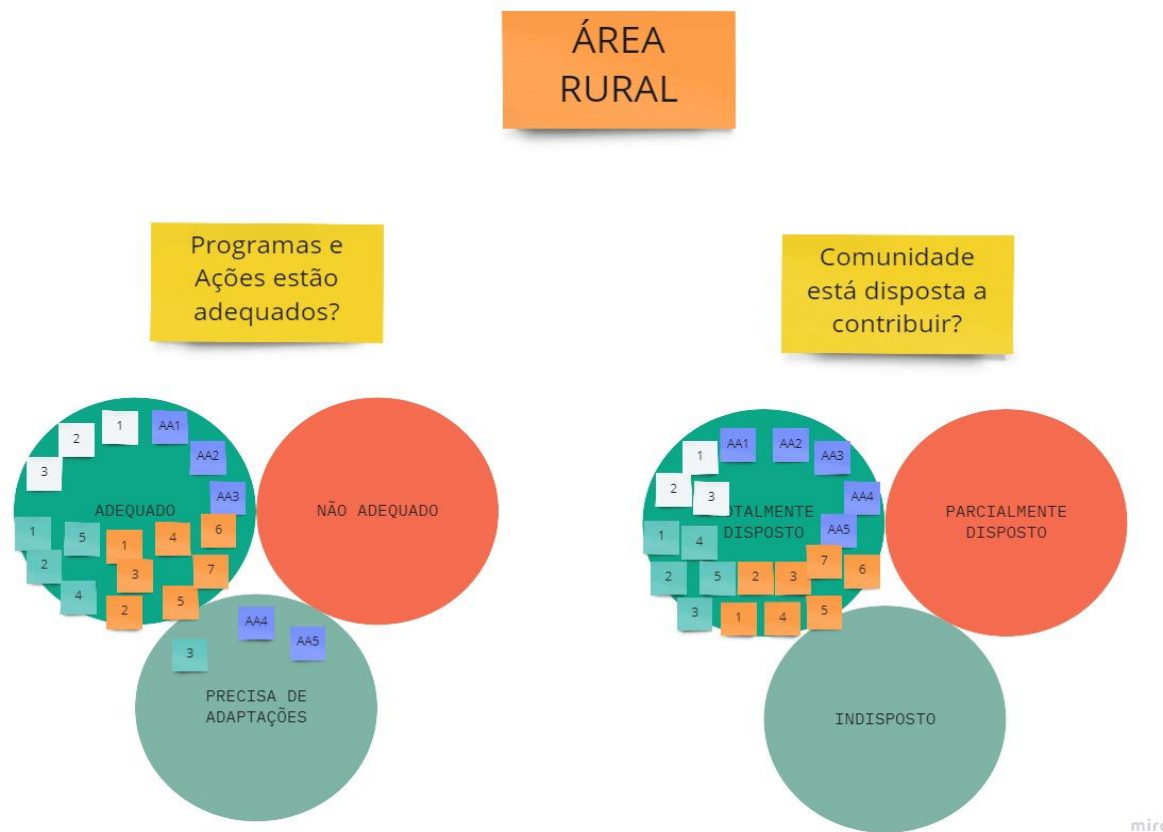 ÁREA
RURAL
Programas e
Ações estão
adequados?
Comunidade
está disposta a
contribuir?
1
AA1
2
AA2
3
AA3
ADEQUADO
1
5
1
4
6
2
3
7
4
2
5
NÃO ADEQUADO
AA4
AA5
3
PRECISA DE
ADAPTAÇÕES
AA1
AA2
1
AA3
2
3
AA4
OTALMENTE
DISPOSTO
AA5
1
4
7
2
5
2
3
6
3
1
4
5
PARCIALMENTE
DISPOSTO
INDISPOSTO
miro